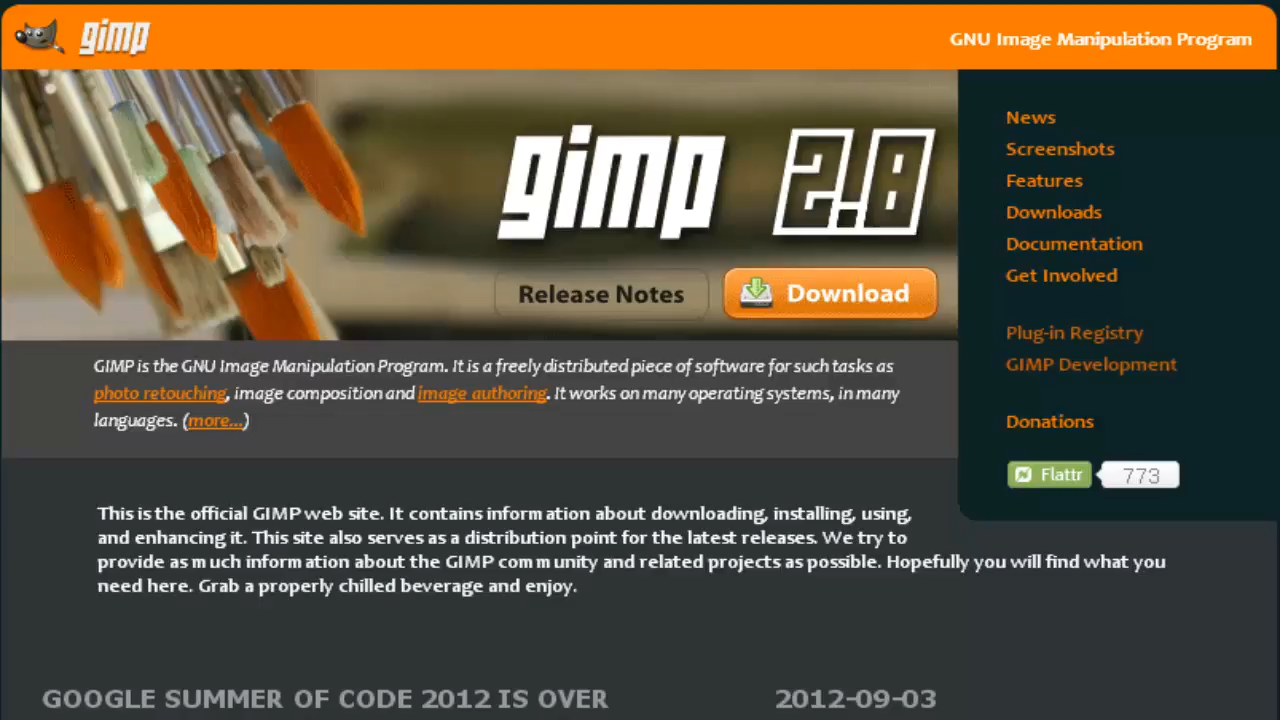 gimp
GNU Image Manipulation Program
gimp 2.8
Release Notes
Download
News
Screenshots
Features
Downloads
Documentation
Get Involved
Plug-in Registry
GIMP Development
Donations
Flattr
773
GIMP is the GNU Image Manipulation Program. It is a freely distributed piece of software for such tasks as
photo retouching, image composition and image authoring. It works on many operating systems, in many
languages. (more...)
This is the official GIMP web site. It contains information about downloading, installing, using,
and enhancing it. This site also serves as a distribution point for the latest releases. We try to
provide as much information about the GIMP community and related projects as possible. Hopefully you will find what you
need here. Grab a properly chilled beverage and enjoy.
GOOGLE SUMMER OF CODE 2012 IS OVER
2012-09-03